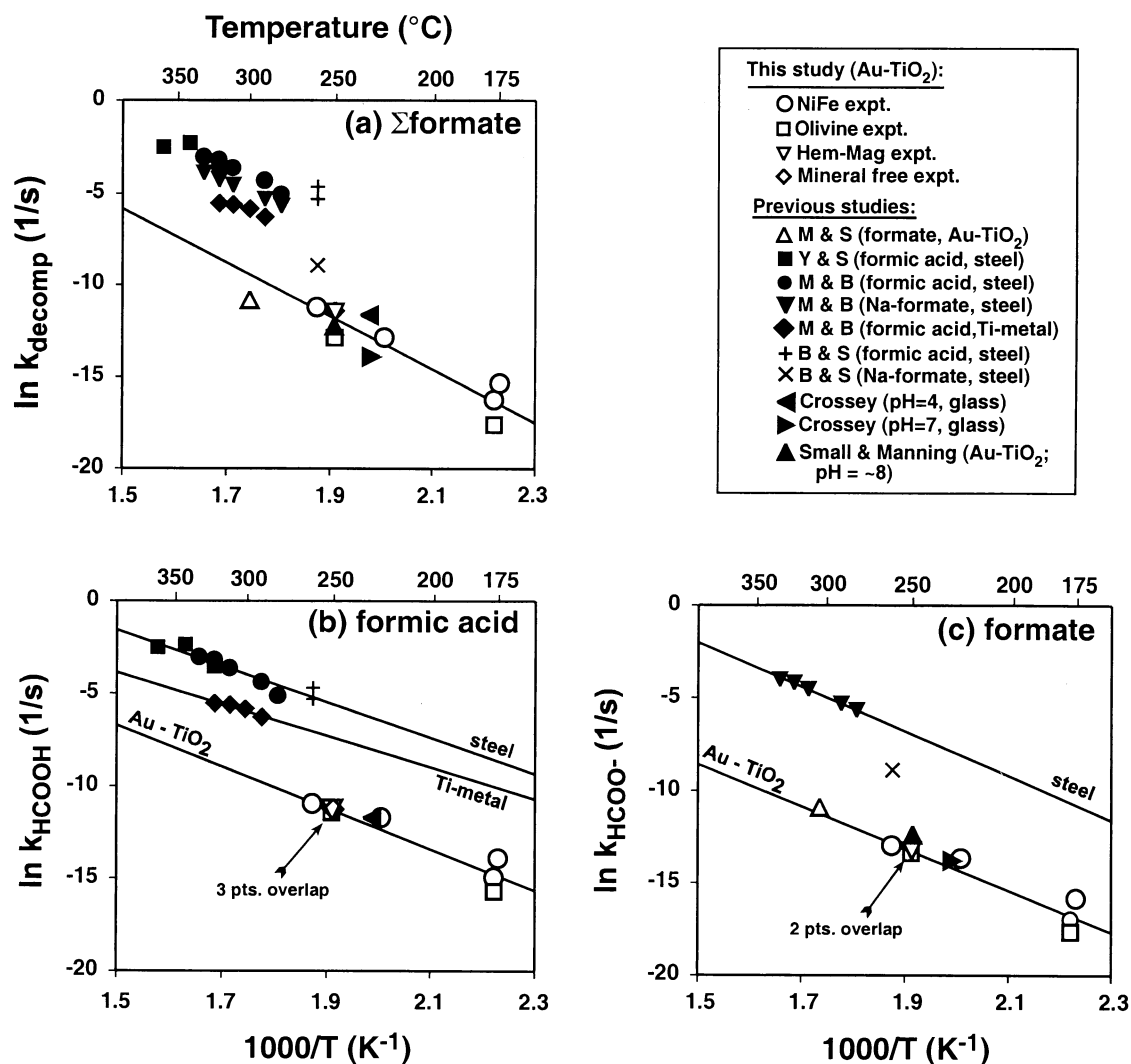 Temperature (°C)
350 300 250 200 175
0
-5
-10
-15
-20
ln k_decomp (1/s)
(a) Σformate
1.5 1.7 1.9 2.1 2.3
This study (Au-TiO₂):
NiFe expt.
Olivine expt.
Hem-Mag expt.
Mineral free expt.
Previous studies:
M & S (formate, Au-TiO₂)
Y & S (formic acid, steel)
M & B (formic acid, steel)
M & B (Na-formate, steel)
M & B (formic acid,Ti-metal)
B & S (formic acid, steel)
B & S (Na-formate, steel)
Crossey (pH=4, glass)
Crossey (pH=7, glass)
Small & Manning (Au-TiO₂;
pH = ~8)
350 300 250 200 175
0
-5
-10
-15
-20
ln k_HCOOH (1/s)
(b) formic acid
steel
Ti-metal
Au - TiO₂
3 pts. overlap
1.5 1.7 1.9 2.1 2.3
1000/T (K⁻¹)
350 300 250 200 175
0
-5
-10
-15
-20
ln k_HCOO- (1/s)
(c) formate
steel
Au - TiO₂
2 pts. overlap
1.5 1.7 1.9 2.1 2.3
1000/T (K⁻¹)